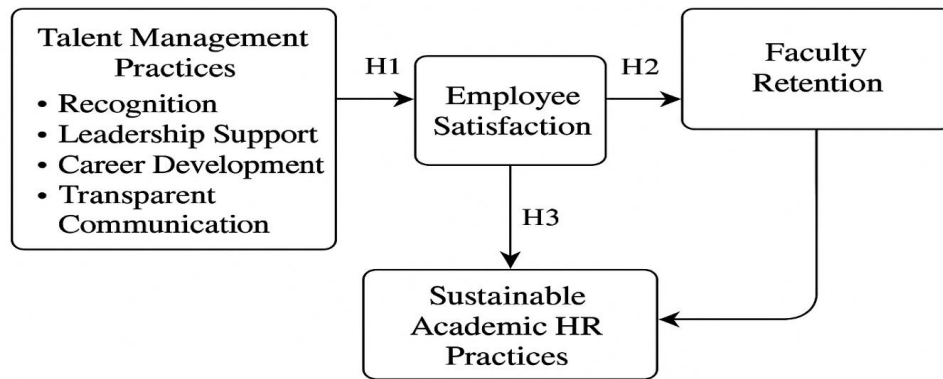 Talent Management
Practices
• Recognition
• Leadership Support
• Career Development
• Transparent
Communication
H1
Employee
Satisfaction
H2
Faculty
Retention
H3
Sustainable
Academic HR
Practices